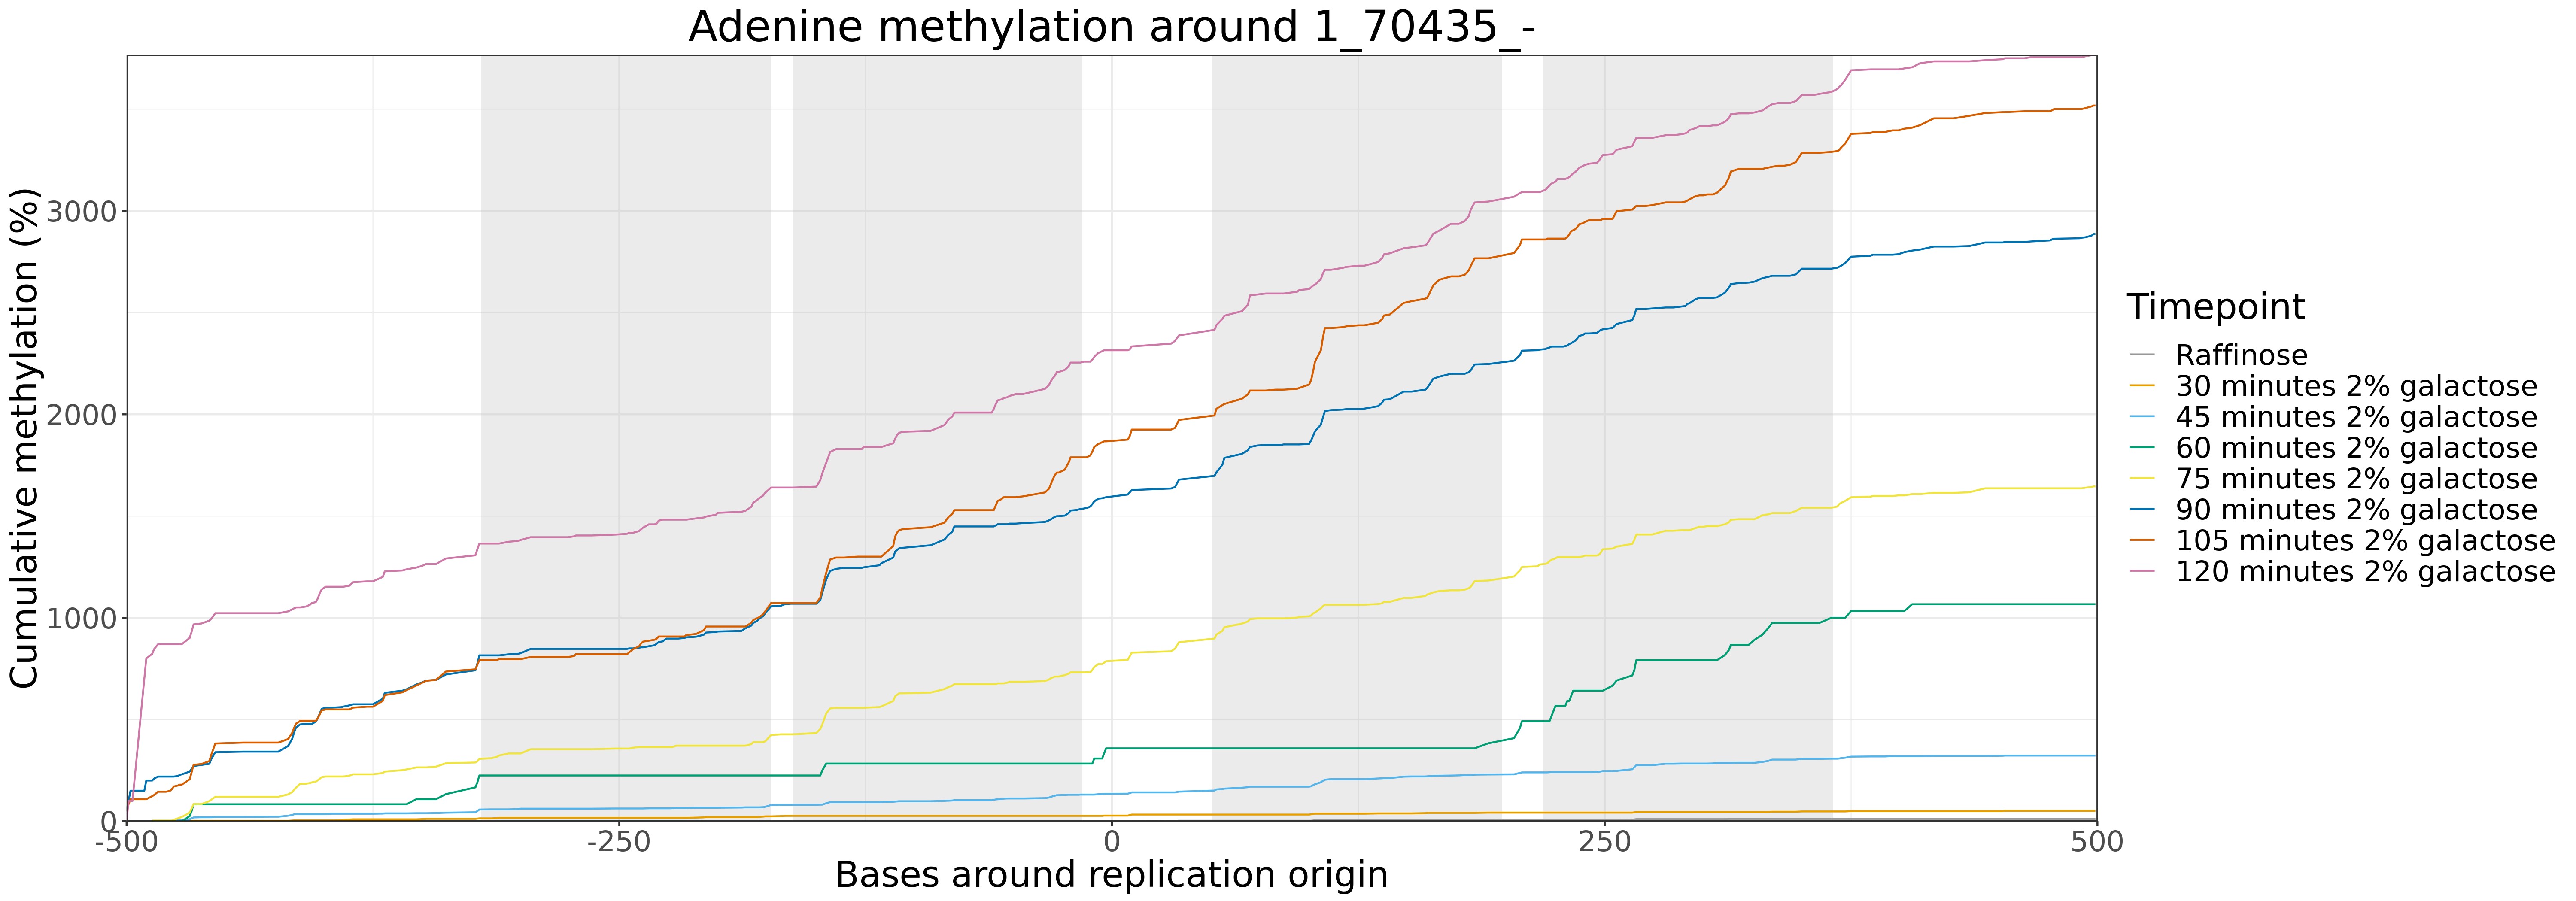 Adenine methylation around 1_70435_-
Cumulative methylation (%)
3000
2000
1000
0
-500
-250
0
250
500
Bases around replication origin
Timepoint
Raffinose
30 minutes 2% galactose
45 minutes 2% galactose
60 minutes 2% galactose
75 minutes 2% galactose
90 minutes 2% galactose
105 minutes 2% galactose
120 minutes 2% galactose